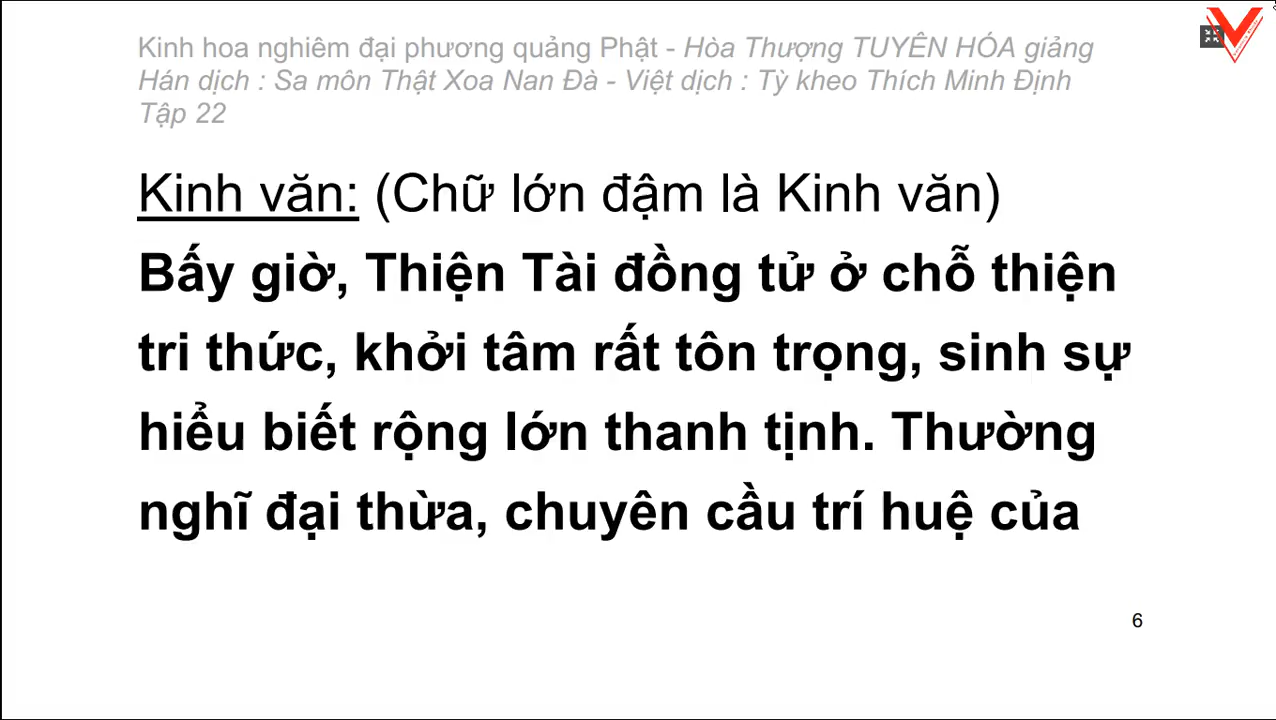 Kinh hoa nghiêm đại phương quảng Phật - Hòa Thượng TUYÊN HÓA giảng
Hán dịch : Sa môn Thật Xoa Nan Đà - Việt dịch : Tỳ kheo Thích Minh Định
Tập 22
Kinh văn: (Chữ lớn đậm là Kinh văn)
Bấy giờ, Thiện Tài đồng tử ở chỗ thiện
tri thức, khởi tâm rất tôn trọng, sinh sự
hiểu biết rộng lớn thanh tịnh. Thường
nghĩ đại thừa, chuyên cầu trí huệ của
6